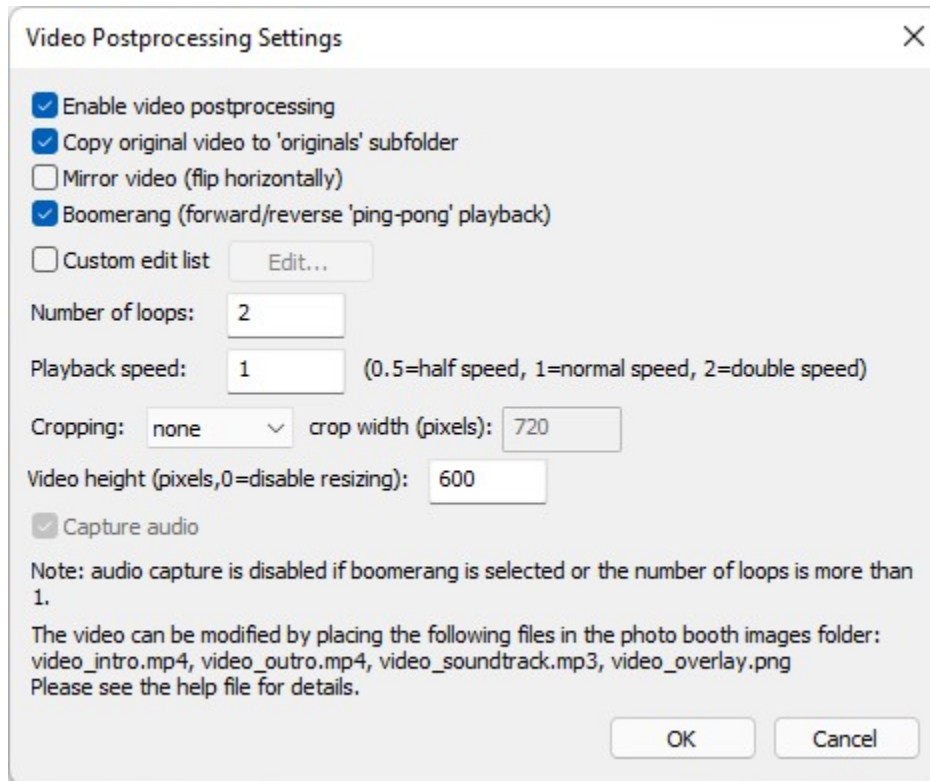 Video Postprocessing Settings
Enable video postprocessing
Copy original video to 'originals' subfolder
Mirror video (flip horizontally)
Boomerang (forward/reverse 'ping-pong' playback)
Custom edit list Edit...
Number of loops: 2
Playback speed: 1 (0.5=half speed, 1=normal speed, 2=double speed)
Cropping: none crop width (pixels): 720
Video height (pixels,0=disable resizing): 600
Capture audio
Note: audio capture is disabled if boomerang is selected or the number of loops is more than
1.
The video can be modified by placing the following files in the photo booth images folder:
video_intro.mp4, video_outro.mp4, video_soundtrack.mp3, video_overlay.png
Please see the help file for details.
OK Cancel